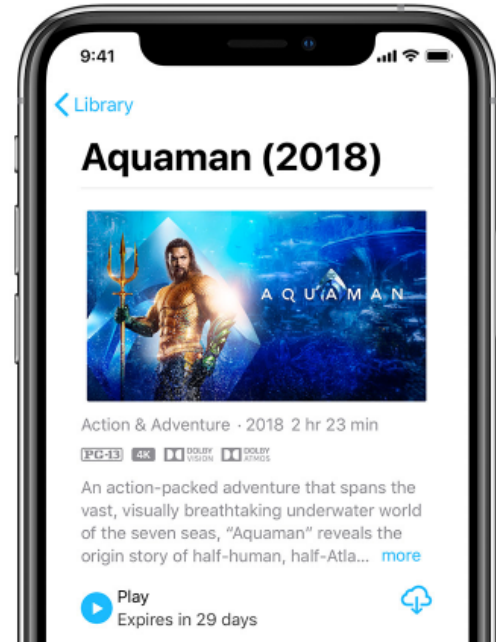 9:41
Library
Aquaman (2018)
AQUAMAN
Action & Adventure · 2018 2 hr 23 min
PG-13 4K DOLBY VISION DOLBY ATMOS
An action-packed adventure that spans the
vast, visually breathtaking underwater world
of the seven seas, “Aquaman” reveals the
origin story of half-human, half-Atla... more
Play
Expires in 29 days